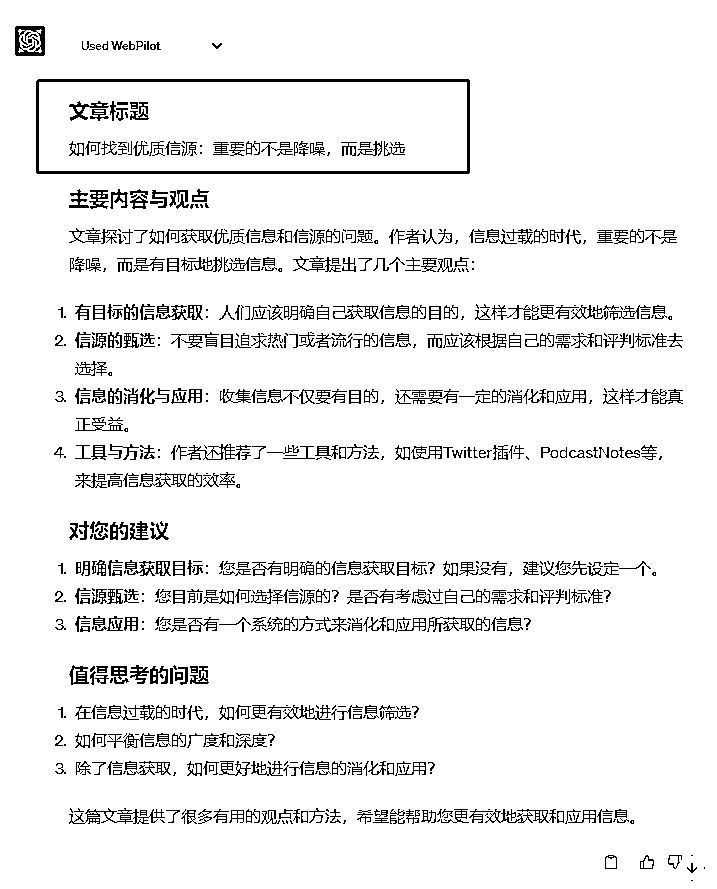 Used WebPilot
文章标题
如何找到优质信源：重要的不是降噪，而是挑选
主要内容与观点
文章探讨了如何获取优质信息和信源的问题。作者认为，信息过载的时代，重要的不是
降噪，而是有目标地挑选信息。文章提出了几个主要观点：
1. 有目标的信息获取：人们应该明确自己获取信息的目的，这样才能更有效地筛选信息。
2. 信源的甄选：不要盲目追求热门或者流行的信息，而应该根据自己的需求和评判标准去
选择。
3. 信息的消化与应用：收集信息不仅要有目的，还需要有一定的消化和应用，这样才能真
正受益。
4. 工具与方法：作者还推荐了一些工具和方法，如使用Twitter插件、PodcastNotes等，
来提高信息获取的效率。
对您的建议
1. 明确信息获取目标：您是否有明确的信息获取目标？如果没有，建议您先设定一个。
2. 信源甄选：您目前是如何选择信源的？是否有考虑过自己的需求和评判标准？
3. 信息应用：您是否有一个系统的方式来消化和应用所获取的信息？
值得思考的问题
1. 在信息过载的时代，如何更有效地进行信息筛选？
2. 如何平衡信息的广度和深度？
3. 除了信息获取，如何更好地进行信息的消化和应用？
这篇文章提供了很多有用的观点和方法，希望能帮助您更有效地获取和应用信息。